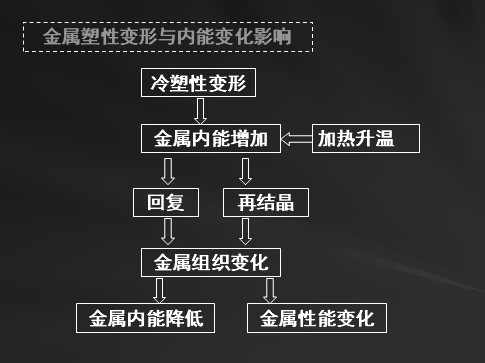 金属塑性变形与内能变化影响
冷塑性变形
金属内能增加
加热升温
回复
再结晶
金属组织变化
金属内能降低
金属性能变化